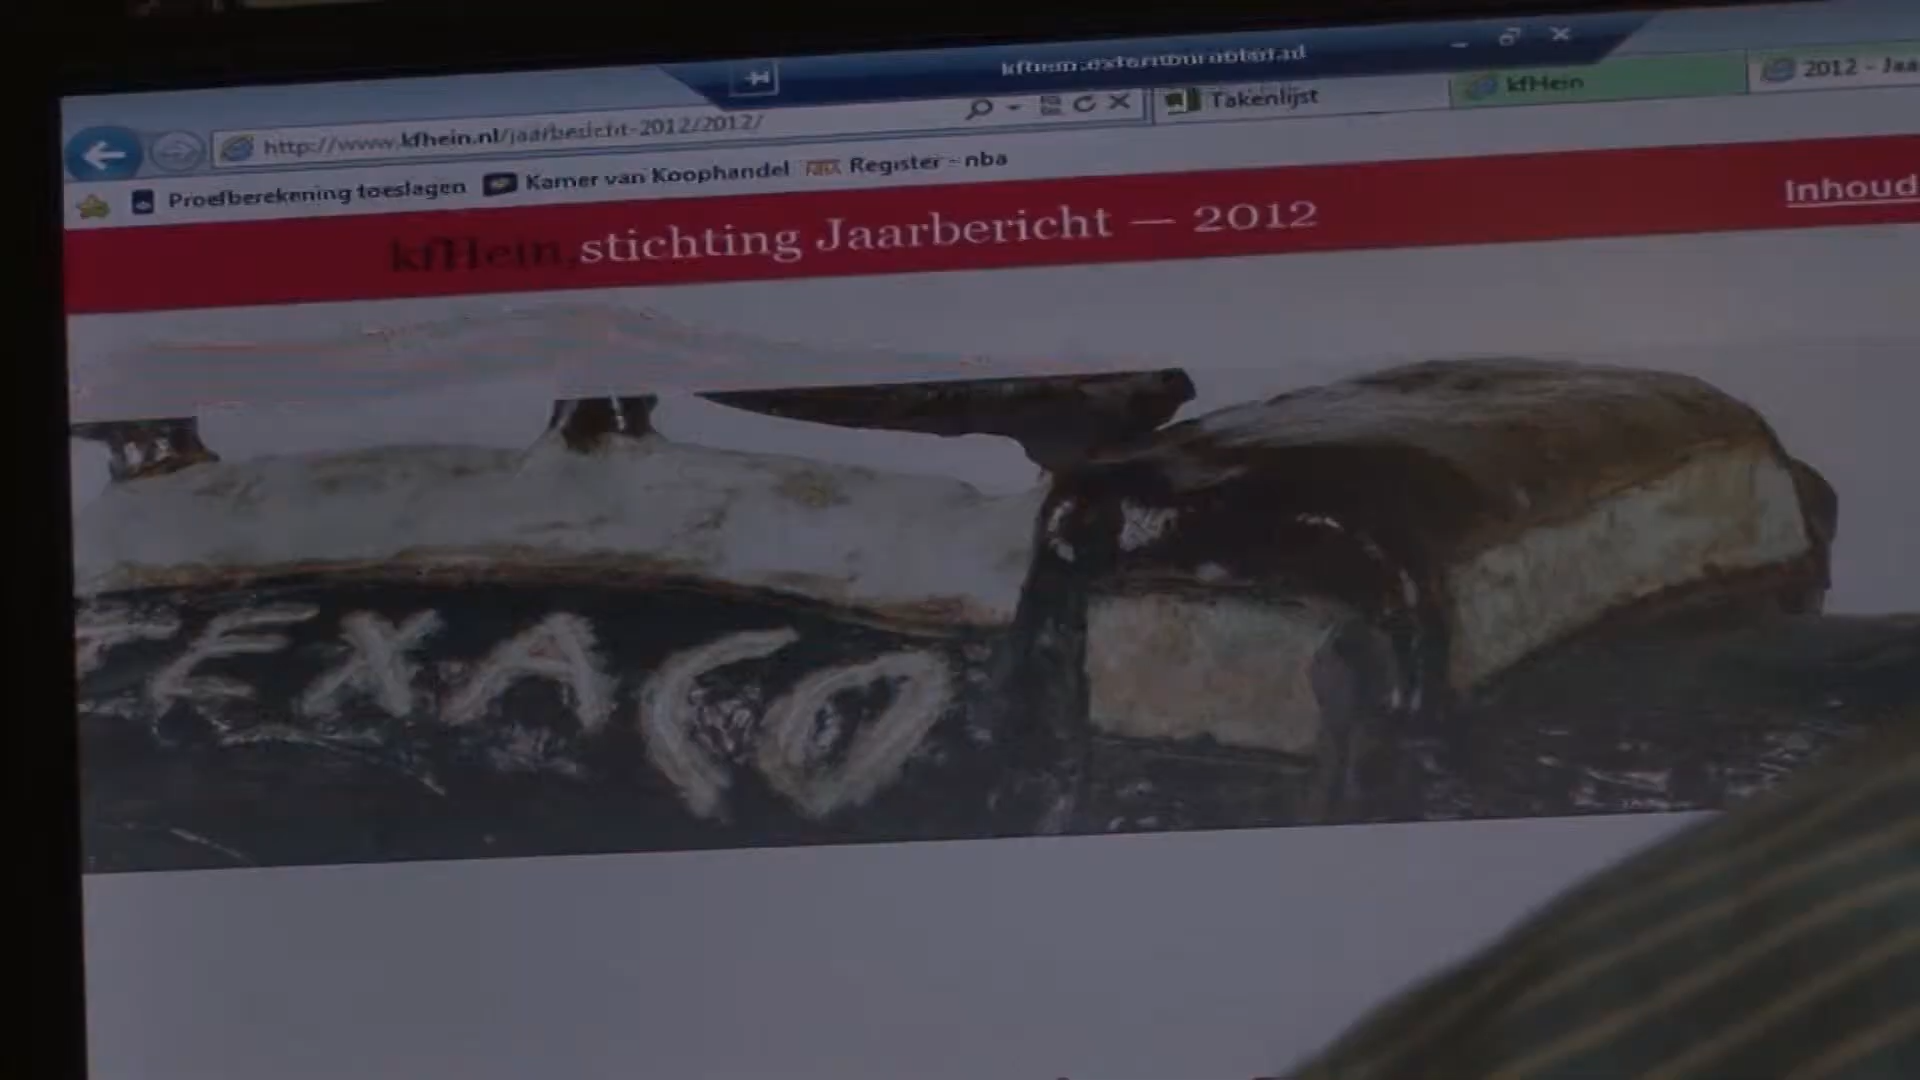 http://www.kfhein.nl/jaarbericht-2012/2012/
Takenlijst
kfHein
2012 - Jaa
Proefberekening toeslagen
Kamer van Koophandel
Register - nba
kfHein,stichting Jaarbericht — 2012
Inhoud
TEXACO